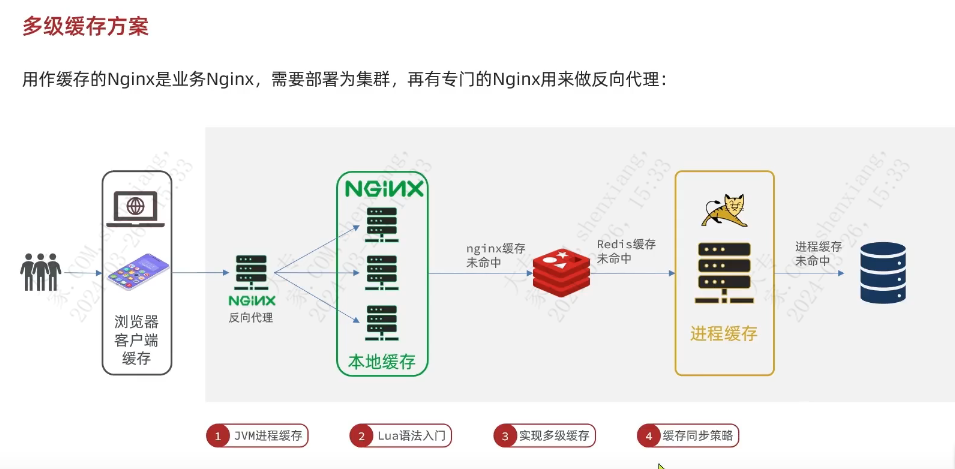 多级缓存方案
用作缓存的Nginx是业务Nginx，需要部署为集群，再有专门的Nginx用来做反向代理：
浏览器
客户端
缓存
NGINX
反向代理
NGINX
本地缓存
nginx缓存
未命中
Redis缓存
未命中
进程缓存
进程缓存
未命中
1 JVM进程缓存
2 Lua语法入门
3 实现多级缓存
4 缓存同步策略